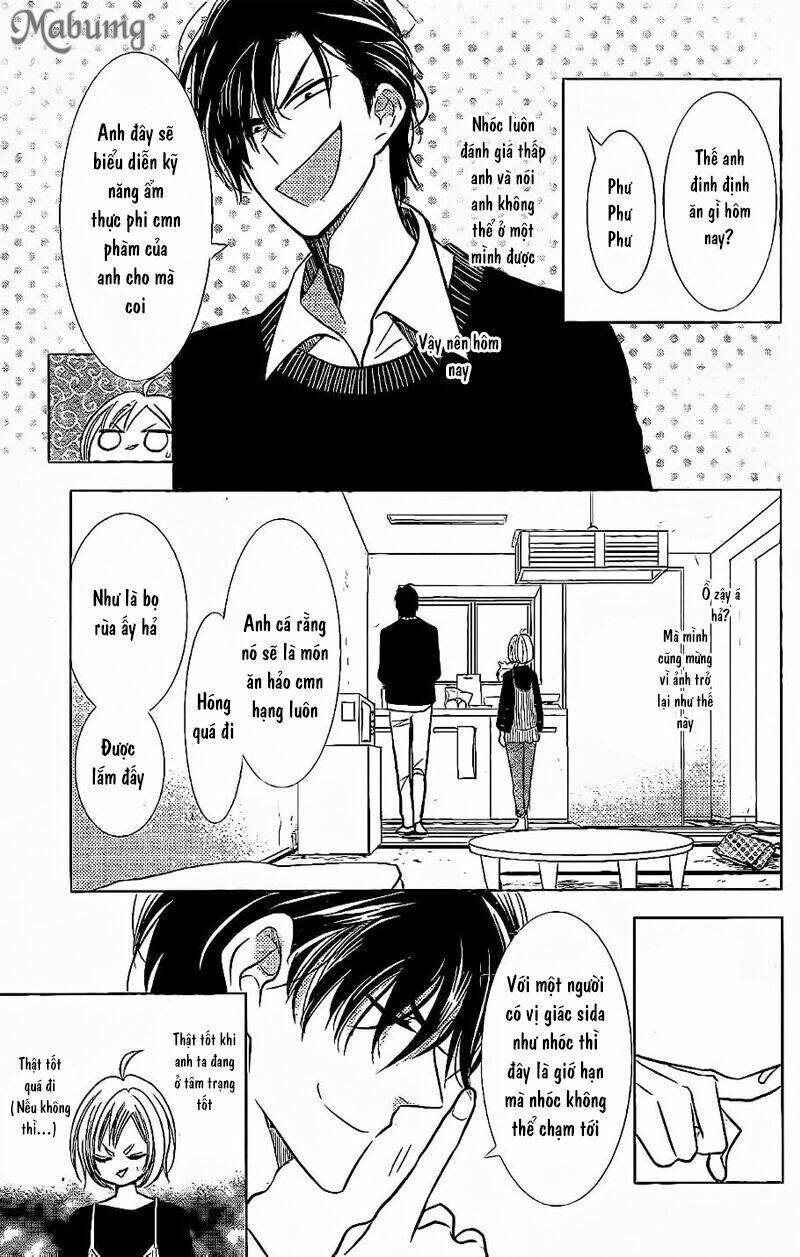 Mabumg
Thế anh
đinh định
ăn gì hôm
nay?
Phư
Phư
Phư
Nhóc luôn
đánh giá thấp
anh và nói
anh không
thể ở một
mình được
Vậy nên hôm
nay
Anh đây sẽ
biểu diễn kỹ
năng ẩm
thực phi cmn
phàm của
anh cho mà
coi
Ồ zậy á
hả?
Mà mình
cũng mừng
vì ảnh trở
lại như thế
này
Anh cá rằng
nó sẽ là món
ăn hảo cmn
hạng luôn
Hóng
quá đi
Như là bọ
rùa ấy hả
Được
lắm đấy
Với một người
có vị giác sida
như nhóc thì
đây là giớ hạn
mà nhóc không
thể chạm tới
Thật tốt khi
anh ta đang
ở tâm trạng
tốt
Thật tốt
quá đi
(Nếu không
thì...)